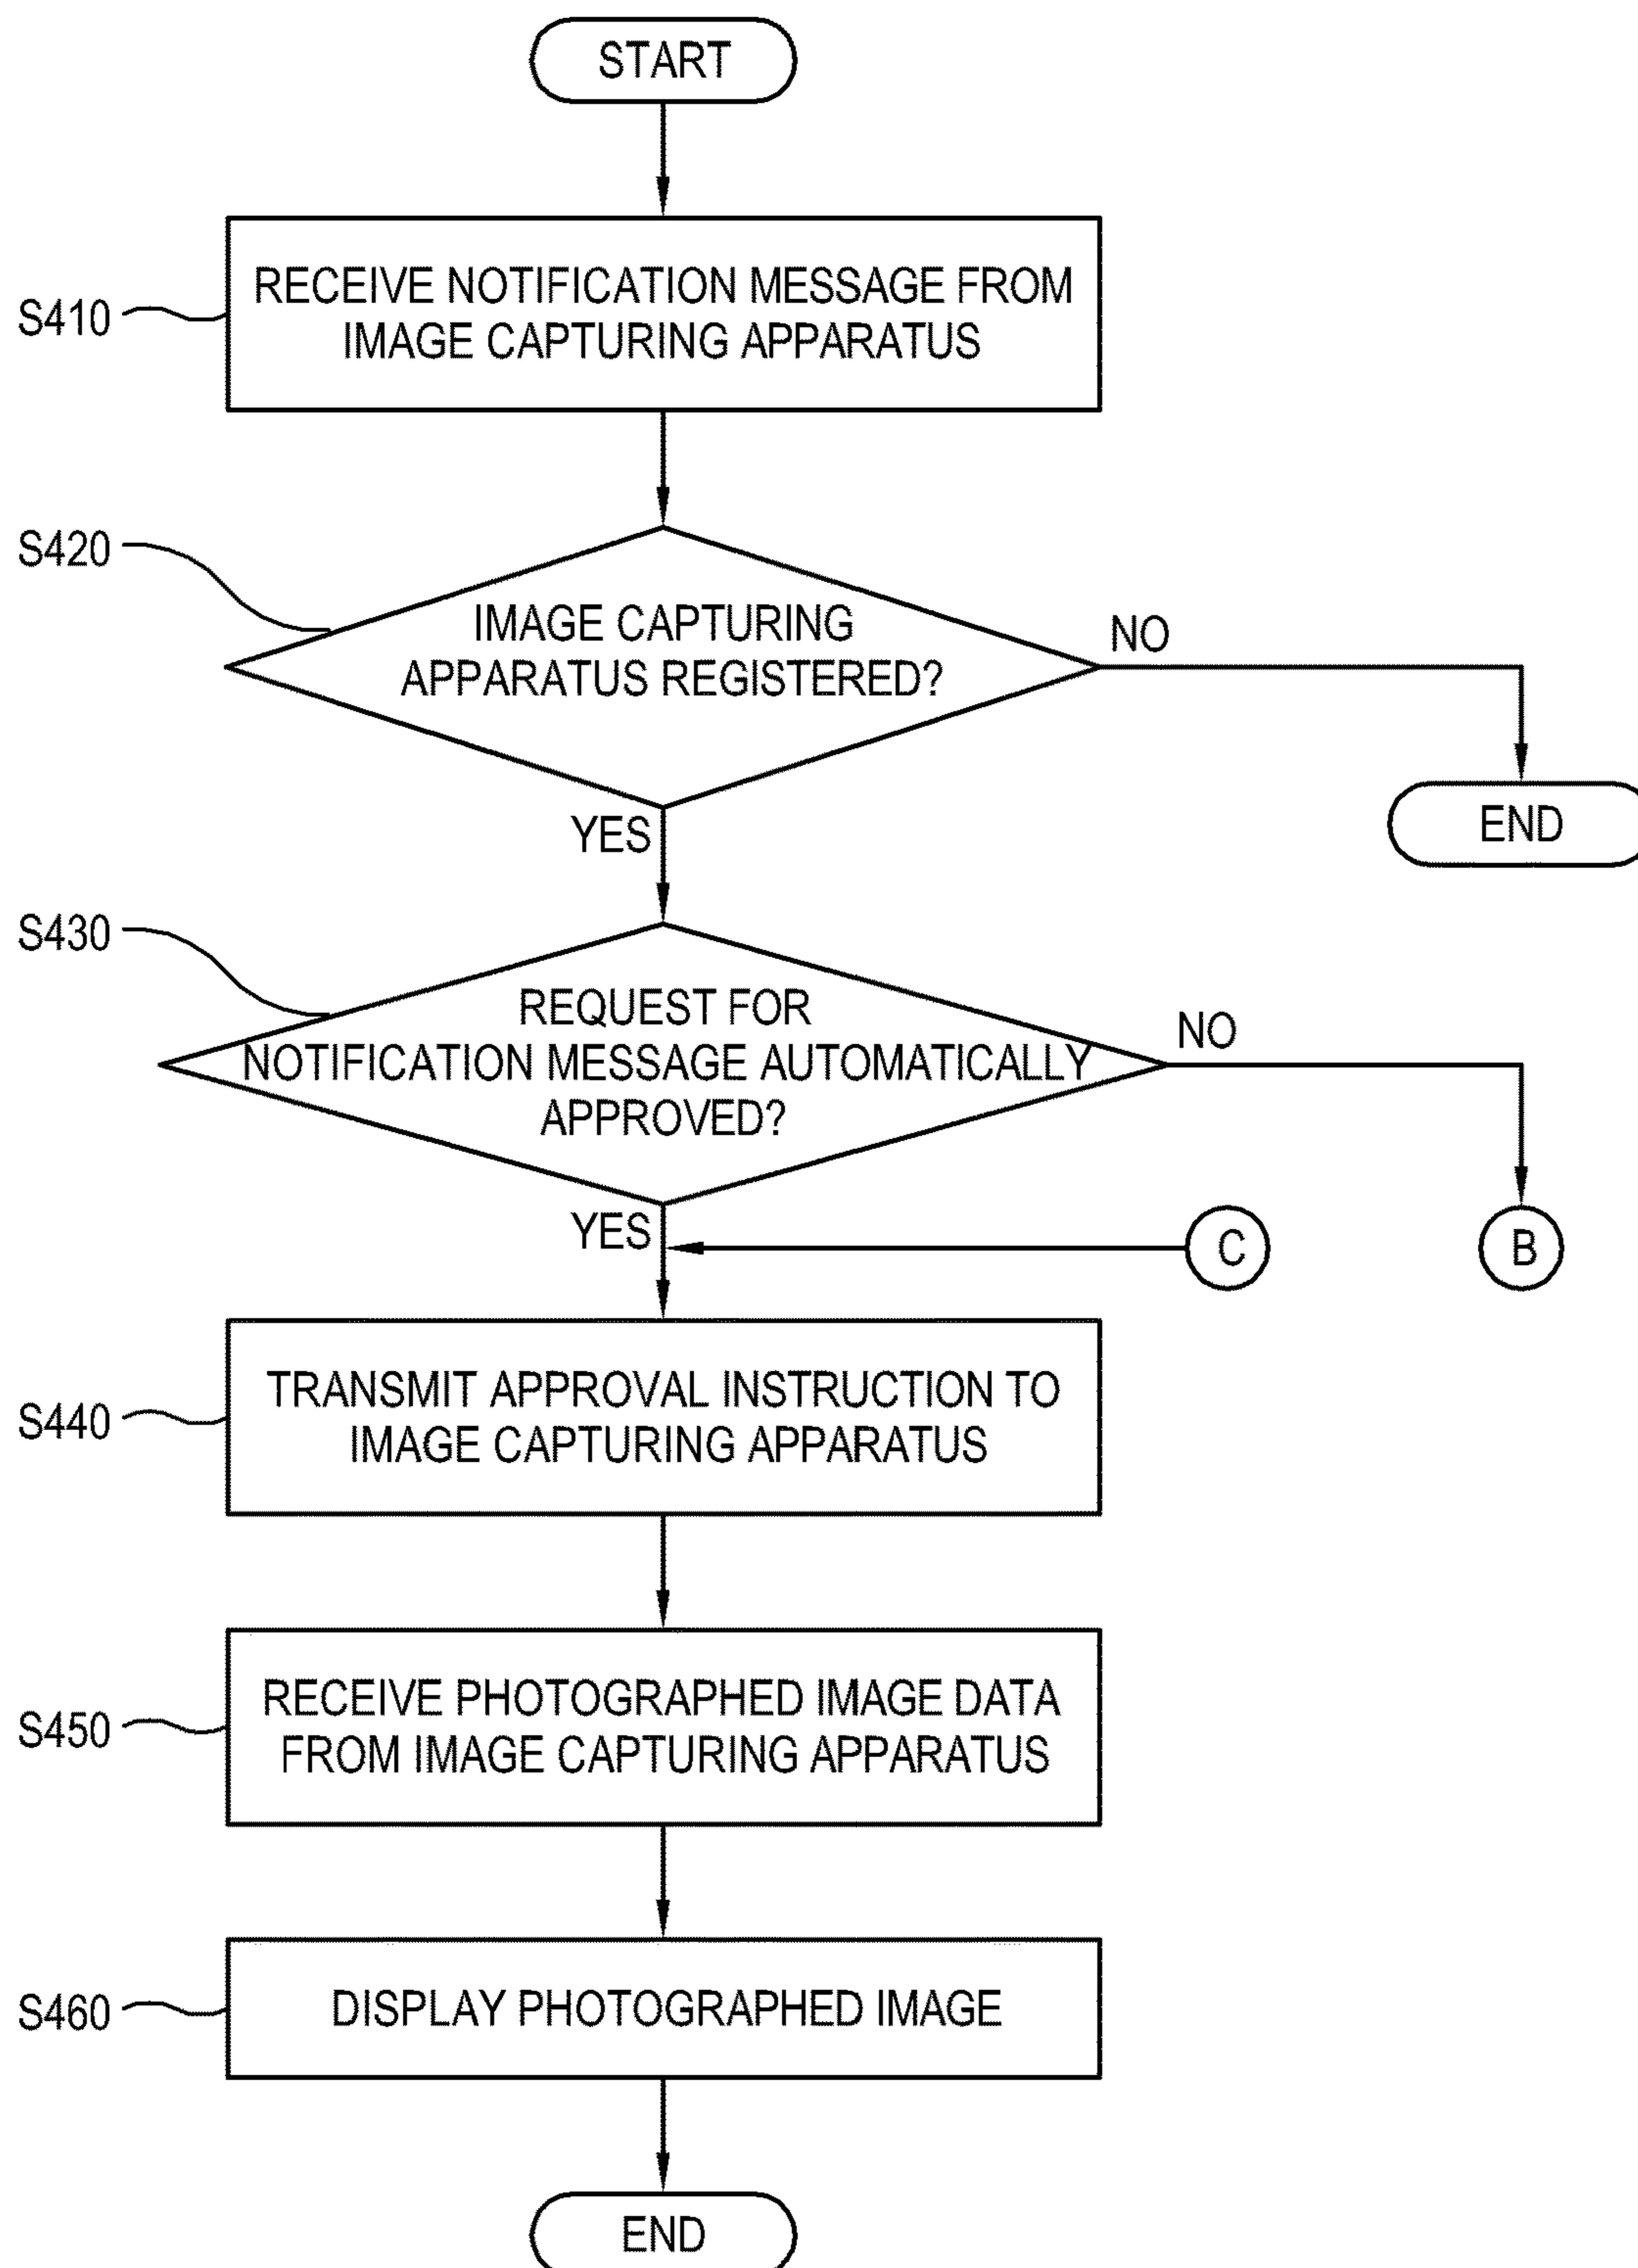 START
S410
RECEIVE NOTIFICATION MESSAGE FROM
IMAGE CAPTURING APPARATUS
S420
IMAGE CAPTURING
APPARATUS REGISTERED?
NO
END
YES
S430
REQUEST FOR
NOTIFICATION MESSAGE AUTOMATICALLY
APPROVED?
NO
YES
C
B
S440
TRANSMIT APPROVAL INSTRUCTION TO
IMAGE CAPTURING APPARATUS
S450
RECEIVE PHOTOGRAPHED IMAGE DATA
FROM IMAGE CAPTURING APPARATUS
S460
DISPLAY PHOTOGRAPHED IMAGE
END